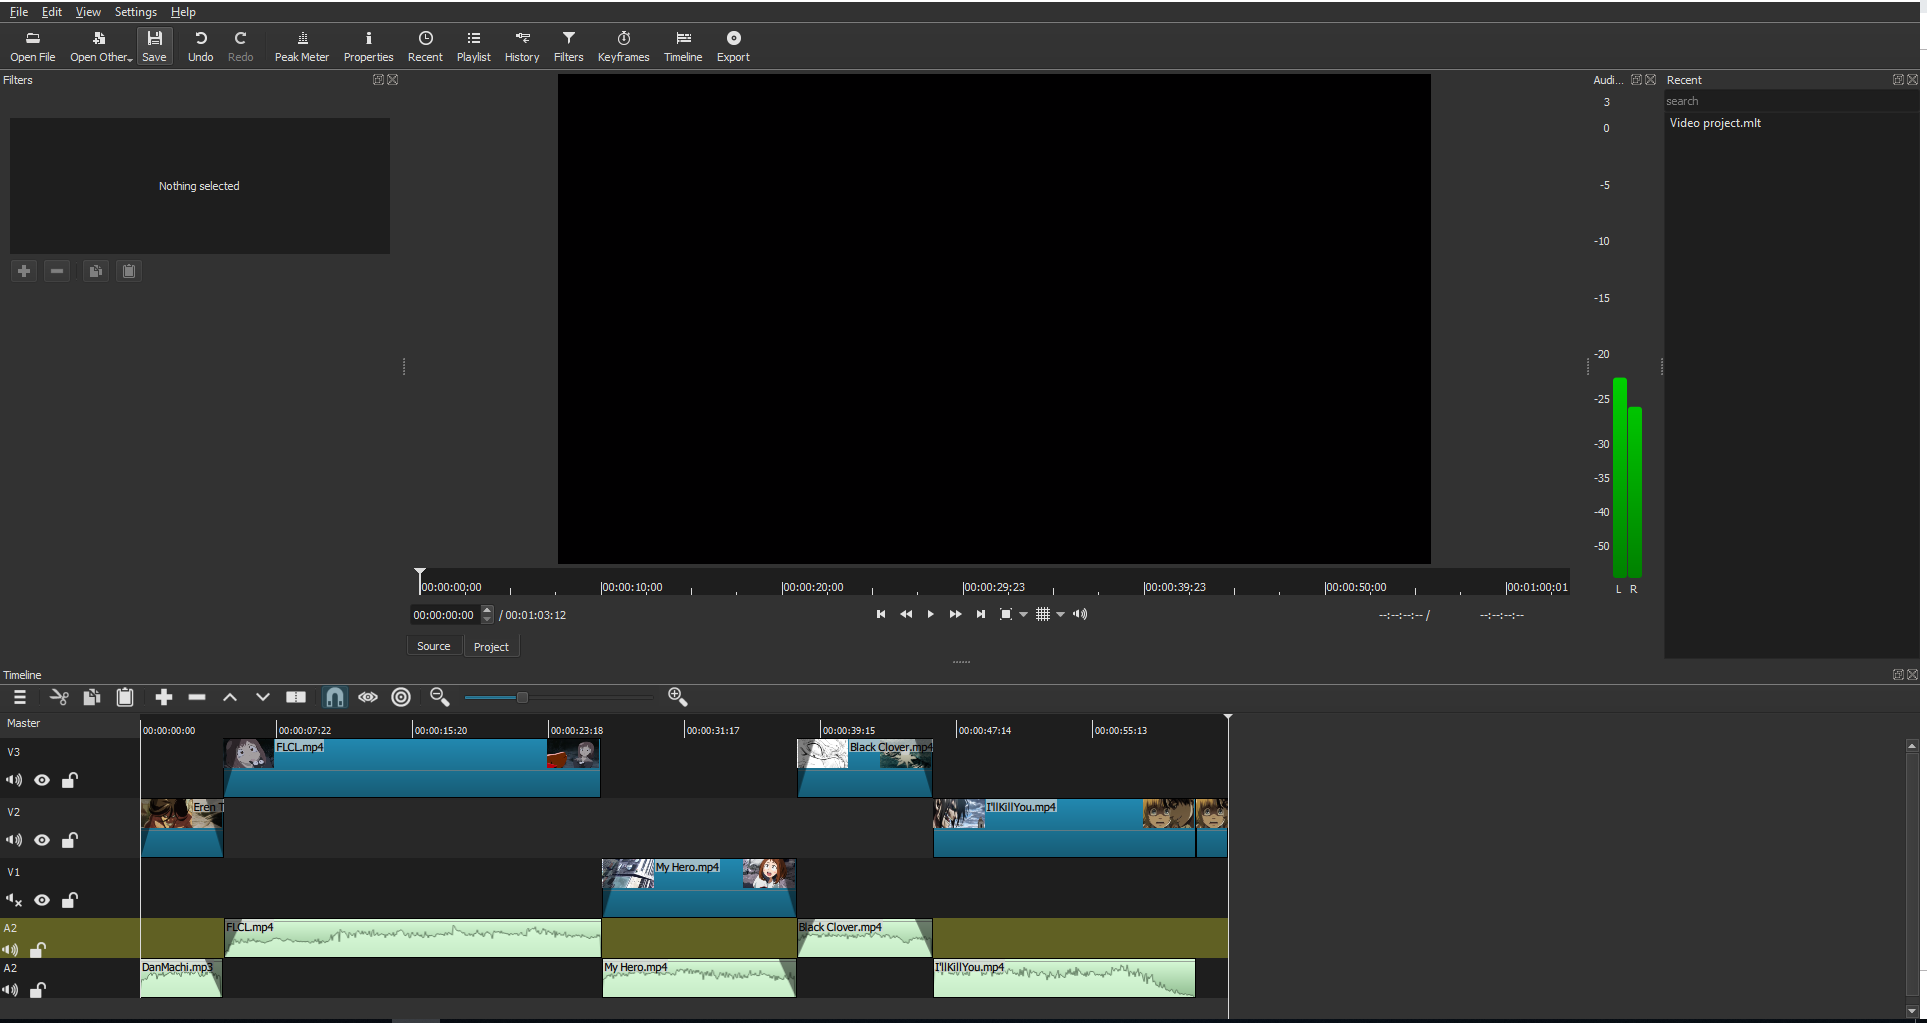 File Edit View Settings Help
Open File Open Other Save Undo Redo Peak Meter Properties Recent Playlist History Filters Keyframes Timeline Export
Filters
Nothing selected
00:00:00:00 00:00:10:00 00:00:20:00 00:00:29:23 00:00:39:23 00:00:50:00 00:01:00:01
00:00:00:00 / 00:01:03:12
--:--:--:-- / --:--:--:--
Source Project
Audi...
3
0
-5
-10
-15
-20
-25
-30
-35
-40
-50
L R
Recent
search
Video project.mlt
Timeline
Master
00:00:00:00 00:00:07:22 00:00:15:20 00:00:23:18 00:00:31:17 00:00:39:15 00:00:47:14 00:00:55:13
V3
FLCL.mp4 Black Clover.mp4
V2
Eren T I'llKillYou.mp4
V1
My Hero.mp4
A2
FLCL.mp4 Black Clover.mp4
A2
DanMachi.mp3 My Hero.mp4 I'llKillYou.mp4